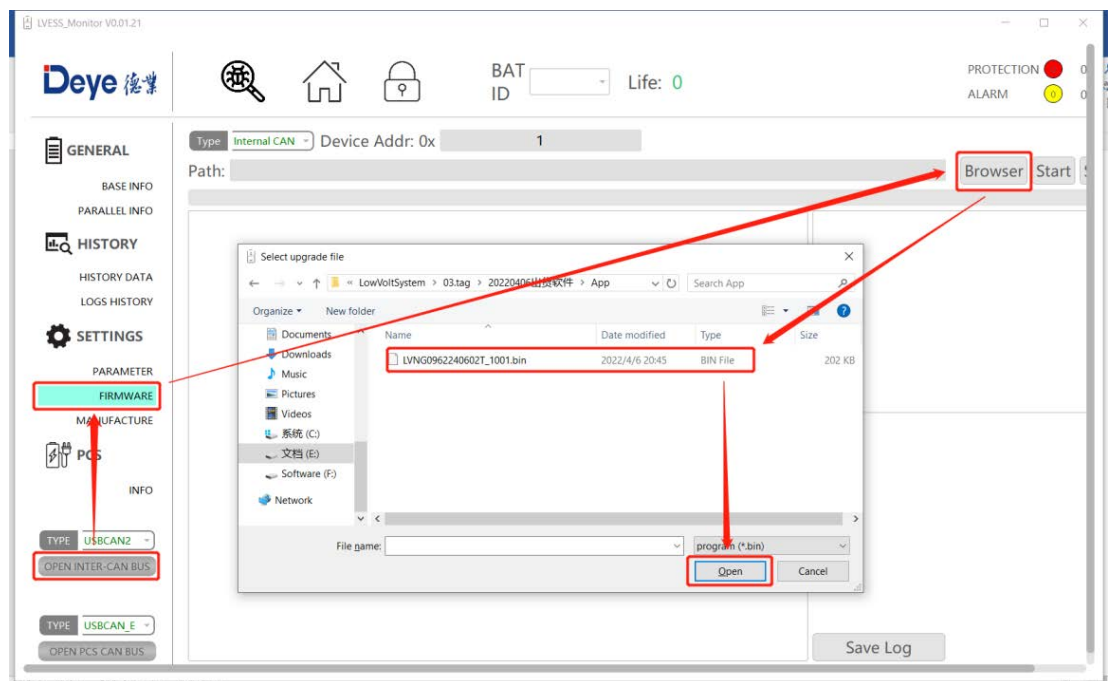 LVESS_Monitor V0.01.21
Deye 德業
BAT ID
Life: 0
PROTECTION 0
ALARM 0 0
GENERAL
BASE INFO
PARALLEL INFO
HISTORY
HISTORY DATA
LOGS HISTORY
SETTINGS
PARAMETER
FIRMWARE
MANUFACTURE
PCS
INFO
TYPE USBCAN2
OPEN INTER-CAN BUS
TYPE USBCAN_E
OPEN PCS CAN BUS
Type Internal CAN Device Addr: 0x 1
Path: Browser Start
Select upgrade file
« LowVoltSystem > 03.tag > 20220406出货软件 > App Search App
Organize New folder
Name Date modified Type Size
LVNG0962240602T_1001.bin 2022/4/6 20:45 BIN File 202 KB
Documents
Downloads
Music
Pictures
Videos
系统 (C:)
文档 (E:)
Software (F:)
Network
File name: program (*.bin)
Open Cancel
Save Log